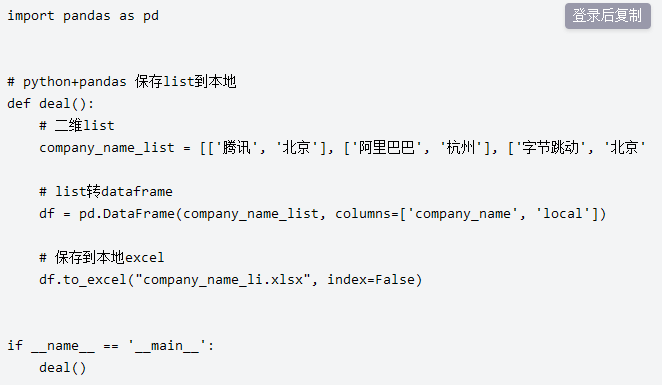 import pandas as pd
登录后复制
# python+pandas 保存list到本地
def deal():
    # 二维list
    company_name_list = [['腾讯', '北京'], ['阿里巴巴', '杭州'], ['字节跳动', '北京'
    # list转dataframe
    df = pd.DataFrame(company_name_list, columns=['company_name', 'local'])
    # 保存到本地excel
    df.to_excel("company_name_li.xlsx", index=False)
if __name__ == '__main__':
    deal()